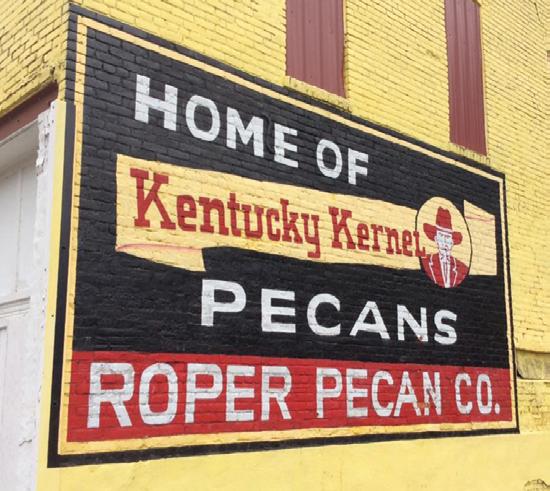 HOME OF
Kentucky Kernel
PECANS
ROPER PECAN CO.